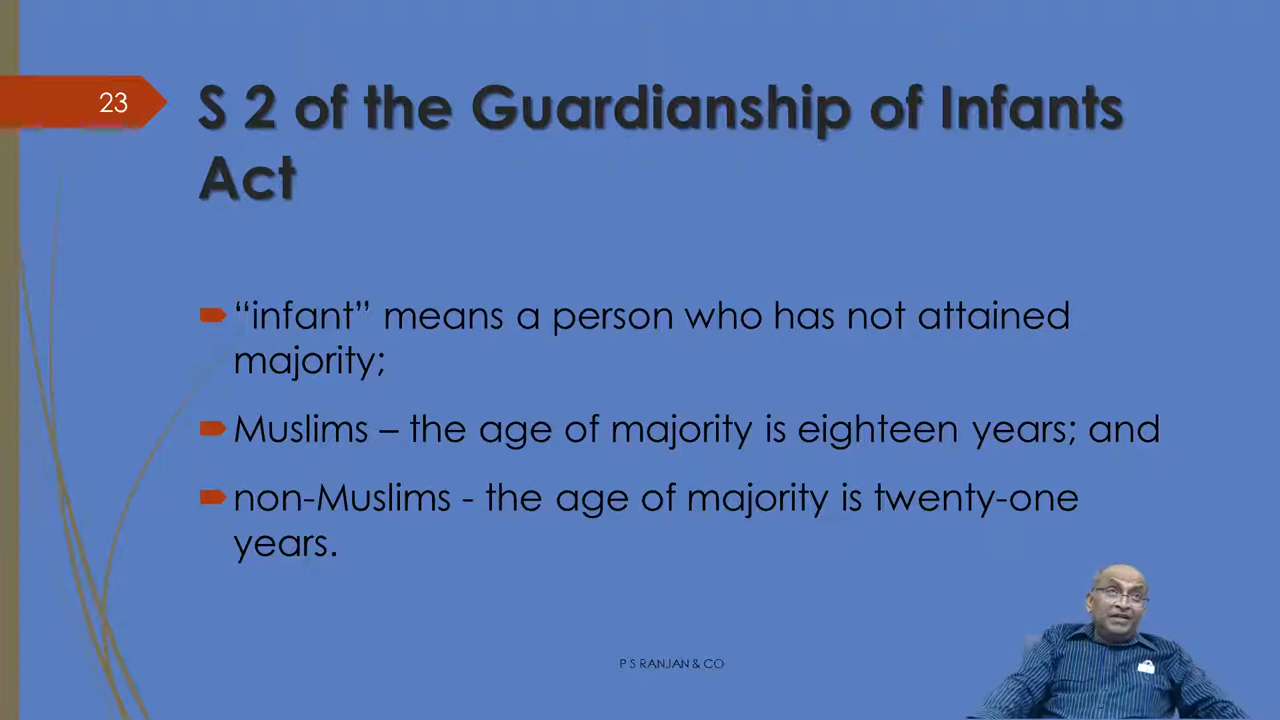 23
S 2 of the Guardianship of Infants
Act
“infant” means a person who has not attained
majority;
Muslims – the age of majority is eighteen years; and
non-Muslims - the age of majority is twenty-one
years.
P S RANJAN & CO